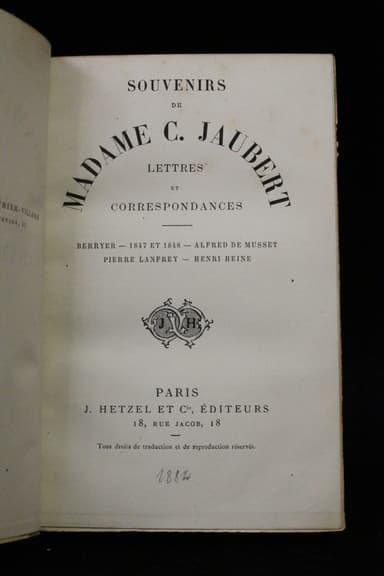 SOUVENIRS
DE
MADAME C. JAUBERT
LETTRES
ET
CORRESPONDANCES
BERRYER — 1847 ET 1848 — ALFRED DE MUSSET
PIERRE LANFREY — HENRI HEINE
J H
PARIS
J. HETZEL ET Cie, ÉDITEURS
18, RUE JACOB, 18
Tous droits de traduction et de reproduction réservés.
1882